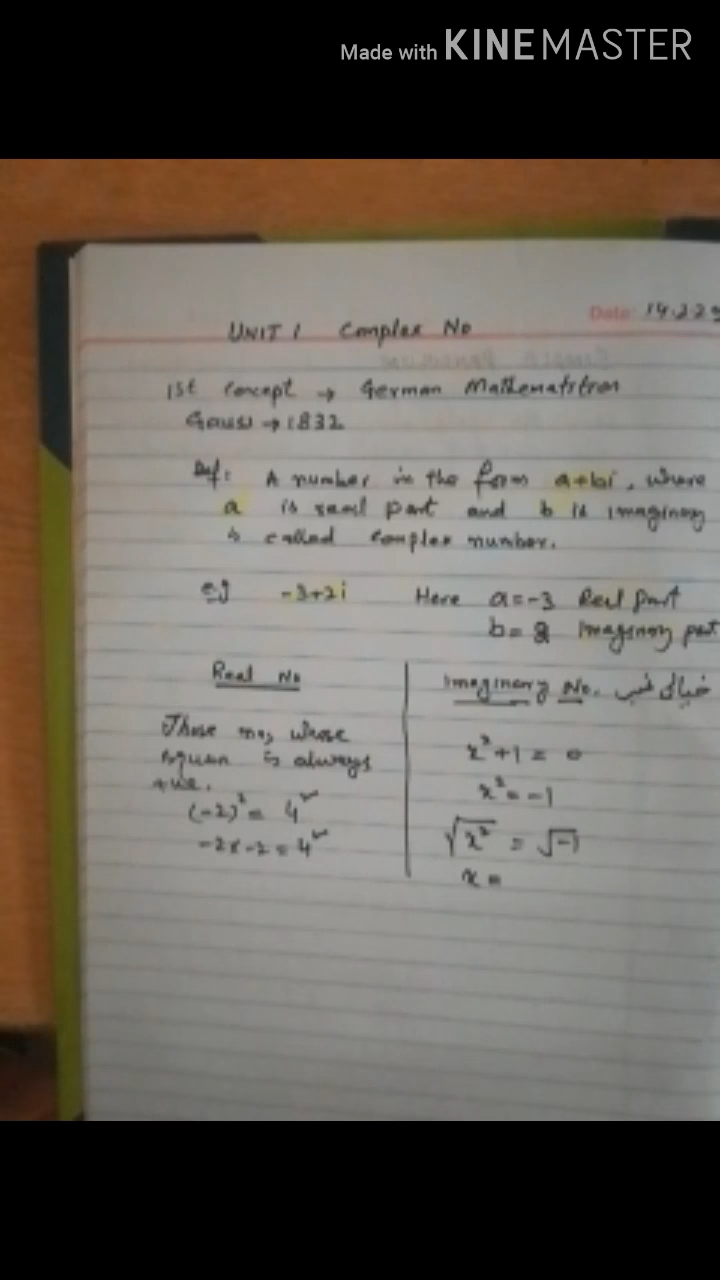 Made with KINEMASTER
Date: 14.2.2
UNIT 1 Complex No
1st Concept → German Mathematician
Gauss → 1832
Def: A number in the form a+bi, where
a is real part and b is imaginary
is called complex number.
eg -3+2i Here a=-3 Real part
b= 2 Imaginary part
Real No
Imaginary No. خیالی نمبر
Those no, whose
square is always
+ve.
(-2)² = 4✓
-2x-2 = 4✓
x²+1 = 0
x² = -1
√x² = √-1
x =